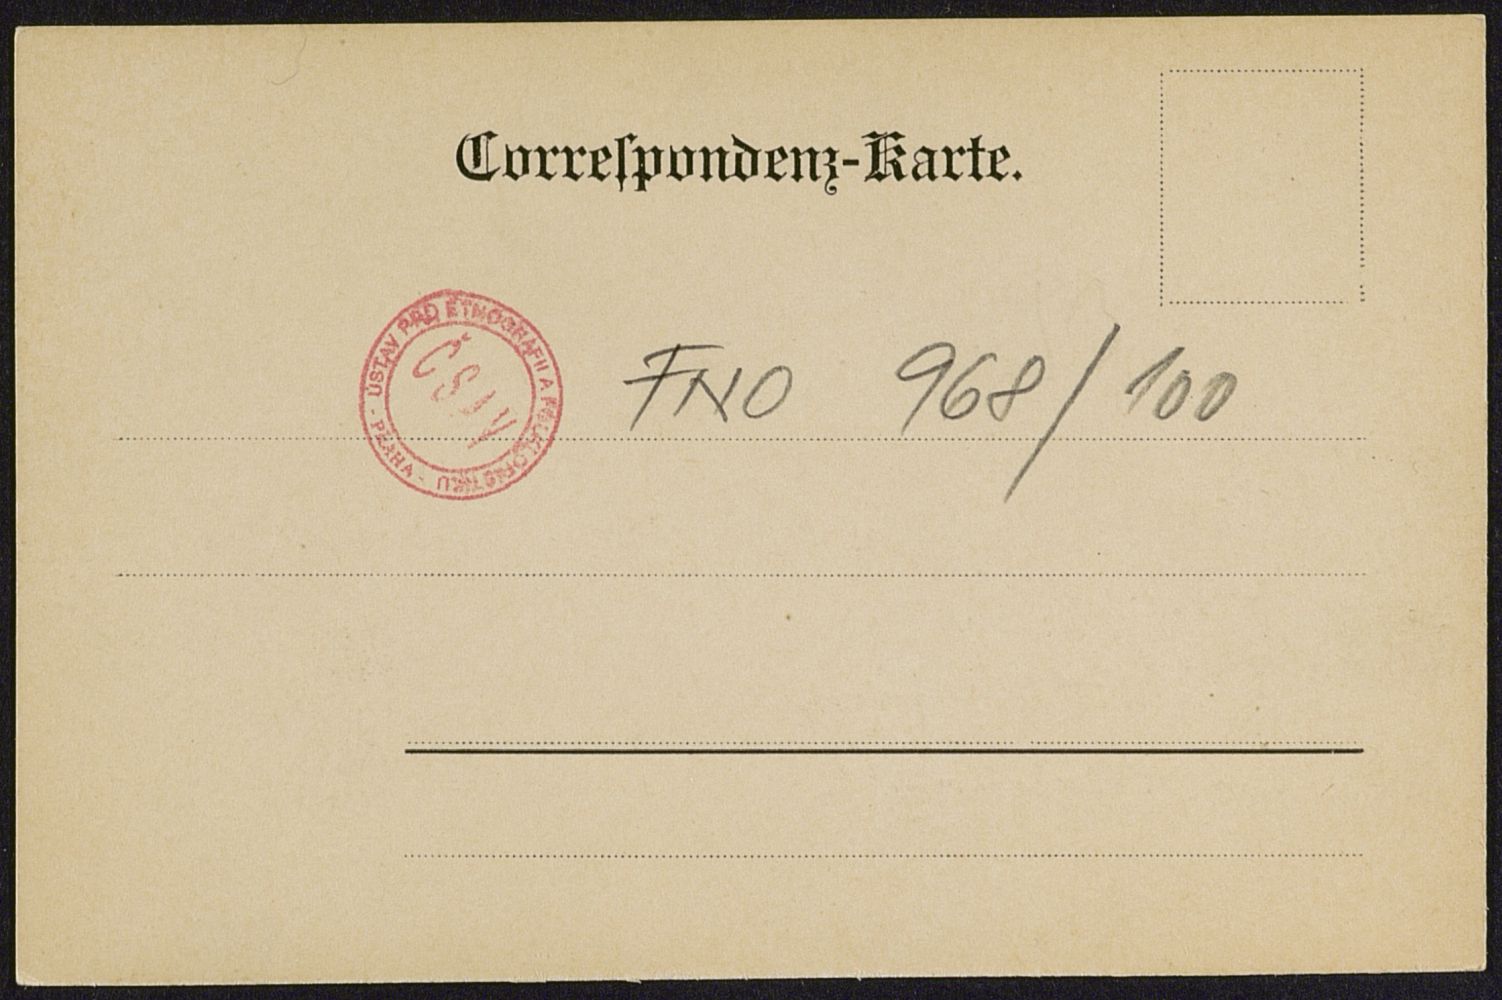 Correſpondenz-Karte.
ÚSTAV PRO ETNOGRAFII A FOLKLORISTIKU - PRAHA -
ČSAV
FNO 968/100